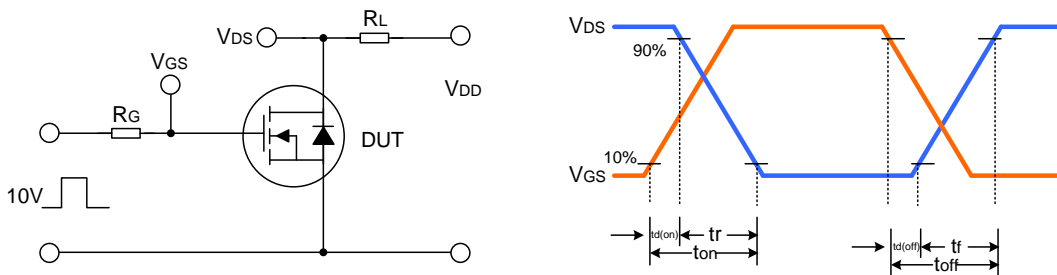 VDS
RL
VGS
RG
VDD
DUT
10V
VDS
90%
10%
VGS
td(on)
tr
ton
td(off)
tf
toff